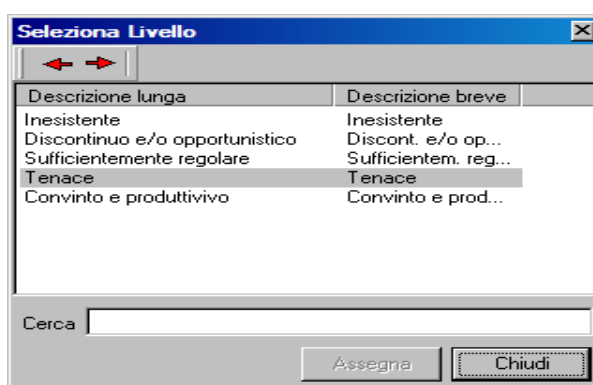 Seleziona Livello
Descrizione lunga Descrizione breve
Inesistente Inesistente
Discontinuo e/o opportunistico Discont. e/o op...
Sufficientemente regolare Sufficientem. reg...
Tenace Tenace
Convinto e produttivivo Convinto e prod...
Cerca
Assegna Chiudi